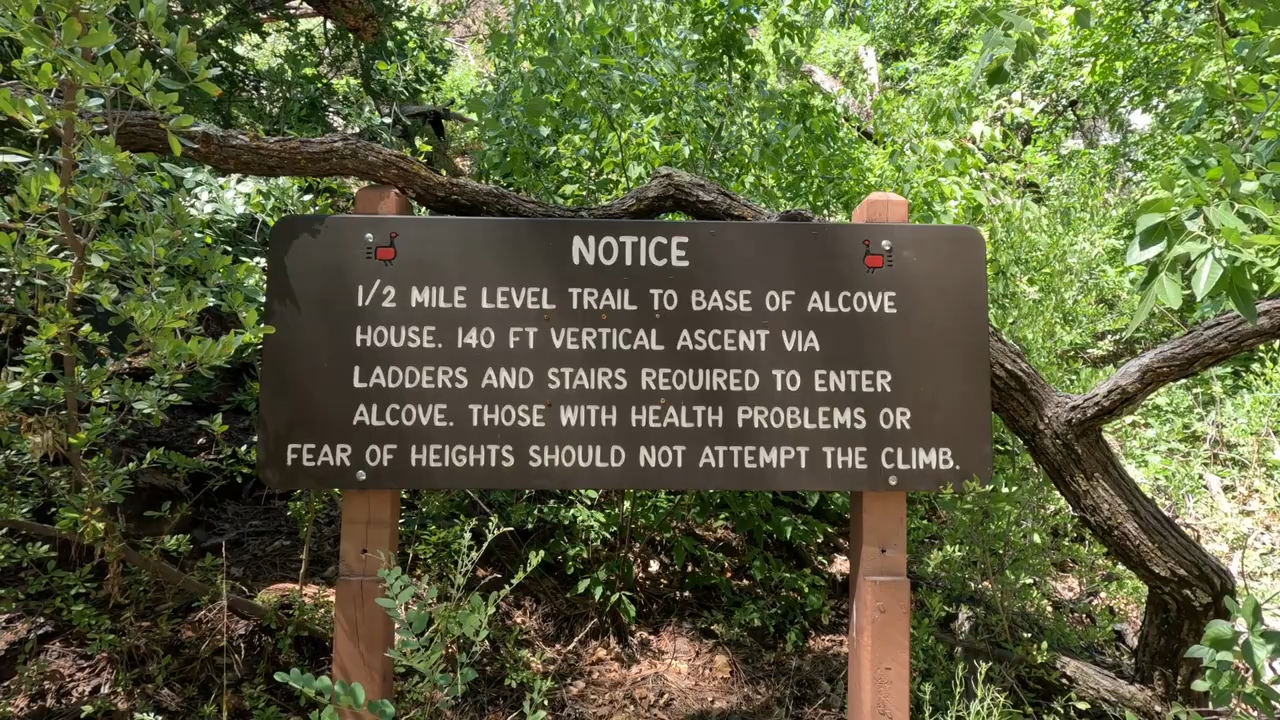 NOTICE
1/2 MILE LEVEL TRAIL TO BASE OF ALCOVE
HOUSE. 140 FT VERTICAL ASCENT VIA
LADDERS AND STAIRS REQUIRED TO ENTER
ALCOVE. THOSE WITH HEALTH PROBLEMS OR
FEAR OF HEIGHTS SHOULD NOT ATTEMPT THE CLIMB.